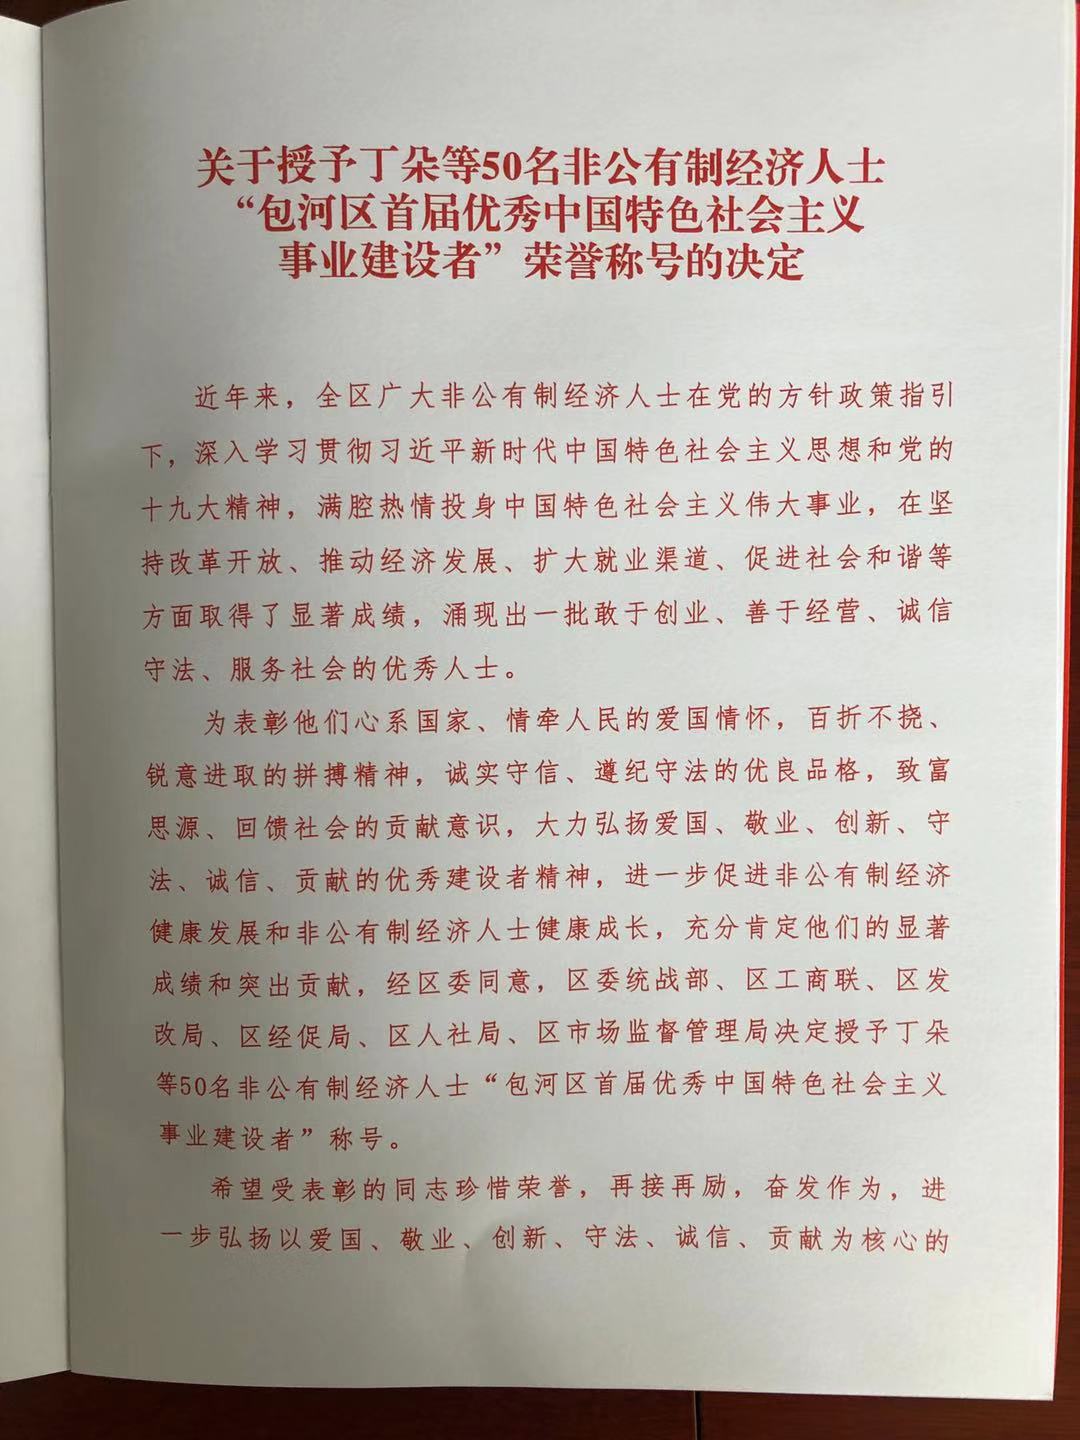 关于授予丁朵等50名非公有制经济人士
“包河区首届优秀中国特色社会主义
事业建设者”荣誉称号的决定
近年来，全区广大非公有制经济人士在党的方针政策指引
下，深入学习贯彻习近平新时代中国特色社会主义思想和党的
十九大精神，满腔热情投身中国特色社会主义伟大事业，在坚
持改革开放、推动经济发展、扩大就业渠道、促进社会和谐等
方面取得了显著成绩，涌现出一批敢于创业、善于经营、诚信
守法、服务社会的优秀人士。
为表彰他们心系国家、情牵人民的爱国情怀，百折不挠、
锐意进取的拼搏精神，诚实守信、遵纪守法的优良品格，致富
思源、回馈社会的贡献意识，大力弘扬爱国、敬业、创新、守
法、诚信、贡献的优秀建设者精神，进一步促进非公有制经济
健康发展和非公有制经济人士健康成长，充分肯定他们的显著
成绩和突出贡献，经区委同意，区委统战部、区工商联、区发
改局、区经促局、区人社局、区市场监督管理局决定授予丁朵
等50名非公有制经济人士“包河区首届优秀中国特色社会主义
事业建设者”称号。
希望受表彰的同志珍惜荣誉，再接再励，奋发作为，进
一步弘扬以爱国、敬业、创新、守法、诚信、贡献为核心的